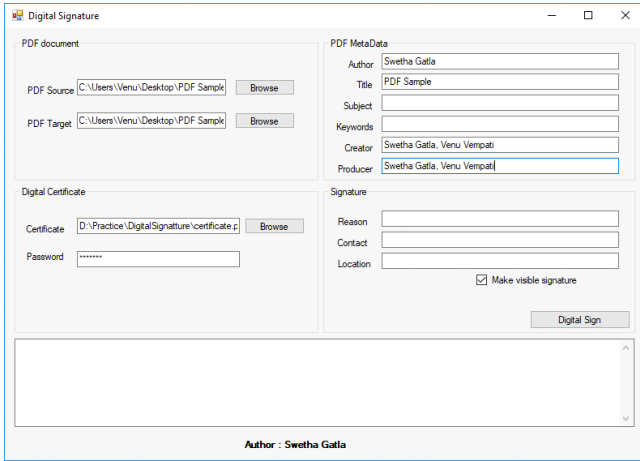 Digital Signature
PDF document
PDF Source C:\Users\Venu\Desktop\PDF Sample Browse
PDF Target C:\Users\Venu\Desktop\PDF Sample Browse
PDF MetaData
Author Swetha Gatla
Title PDF Sample
Subject
Keywords
Creator Swetha Gatla, Venu Vempati
Producer Swetha Gatla, Venu Vempati
Digital Certificate
Certificate D:\Practice\DigitalSignatture\certificate.p Browse
Password *******
Signature
Reason
Contact
Location
Make visible signature
Digital Sign
Author : Swetha Gatla